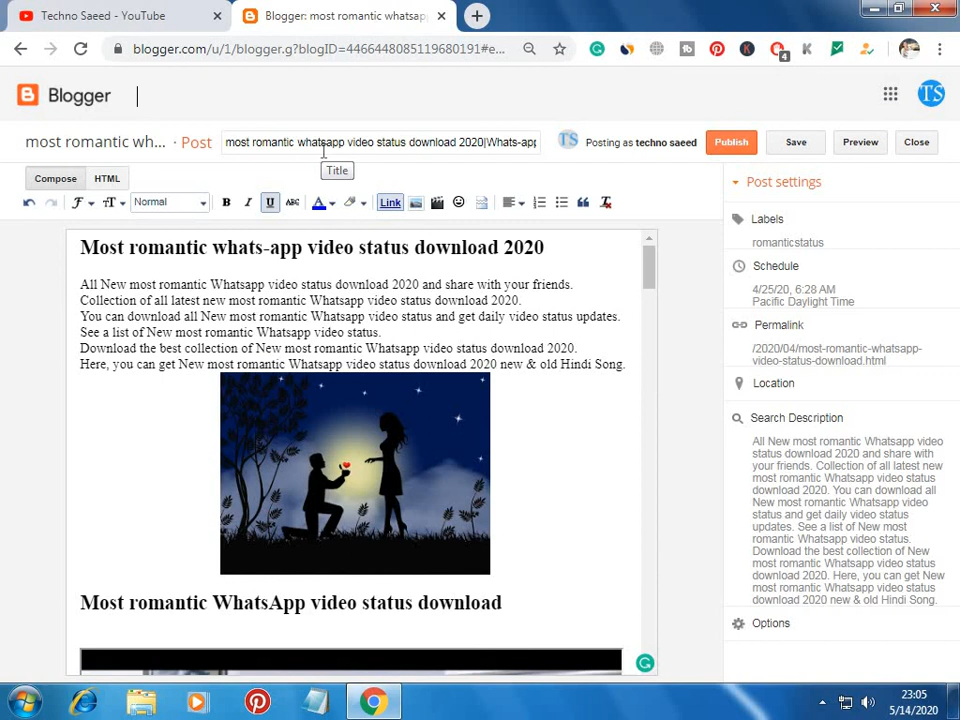 Techno Saeed - YouTube
Blogger: most romantic whatsapp
blogger.com/u/1/blogger.g?blogID=4466448085119680191#e...
4
Blogger
TS
most romantic wh... · Post
most romantic whatsapp video status download 2020|Whats-app
TS
Posting as techno saeed
Publish
Save
Preview
Close
Title
Compose
HTML
Normal
B
I
U
ABC
A
Link
Post settings
Labels
romanticstatus
Schedule
4/25/20, 6:28 AM
Pacific Daylight Time
Permalink
/2020/04/most-romantic-whatsapp-
video-status-download.html
Location
Search Description
All New most romantic Whatsapp video
status download 2020 and share with
your friends. Collection of all latest new
most romantic Whatsapp video status
download 2020. You can download all
New most romantic Whatsapp video
status and get daily video status
updates. See a list of New most
romantic Whatsapp video status.
Download the best collection of New
most romantic Whatsapp video status
download 2020. Here, you can get New
most romantic Whatsapp video status
download 2020 new & old Hindi Song.
Options
Most romantic whats-app video status download 2020
All New most romantic Whatsapp video status download 2020 and share with your friends.
Collection of all latest new most romantic Whatsapp video status download 2020.
You can download all New most romantic Whatsapp video status and get daily video status updates.
See a list of New most romantic Whatsapp video status.
Download the best collection of New most romantic Whatsapp video status download 2020.
Here, you can get New most romantic Whatsapp video status download 2020 new & old Hindi Song.
Most romantic WhatsApp video status download
23:05
5/14/2020